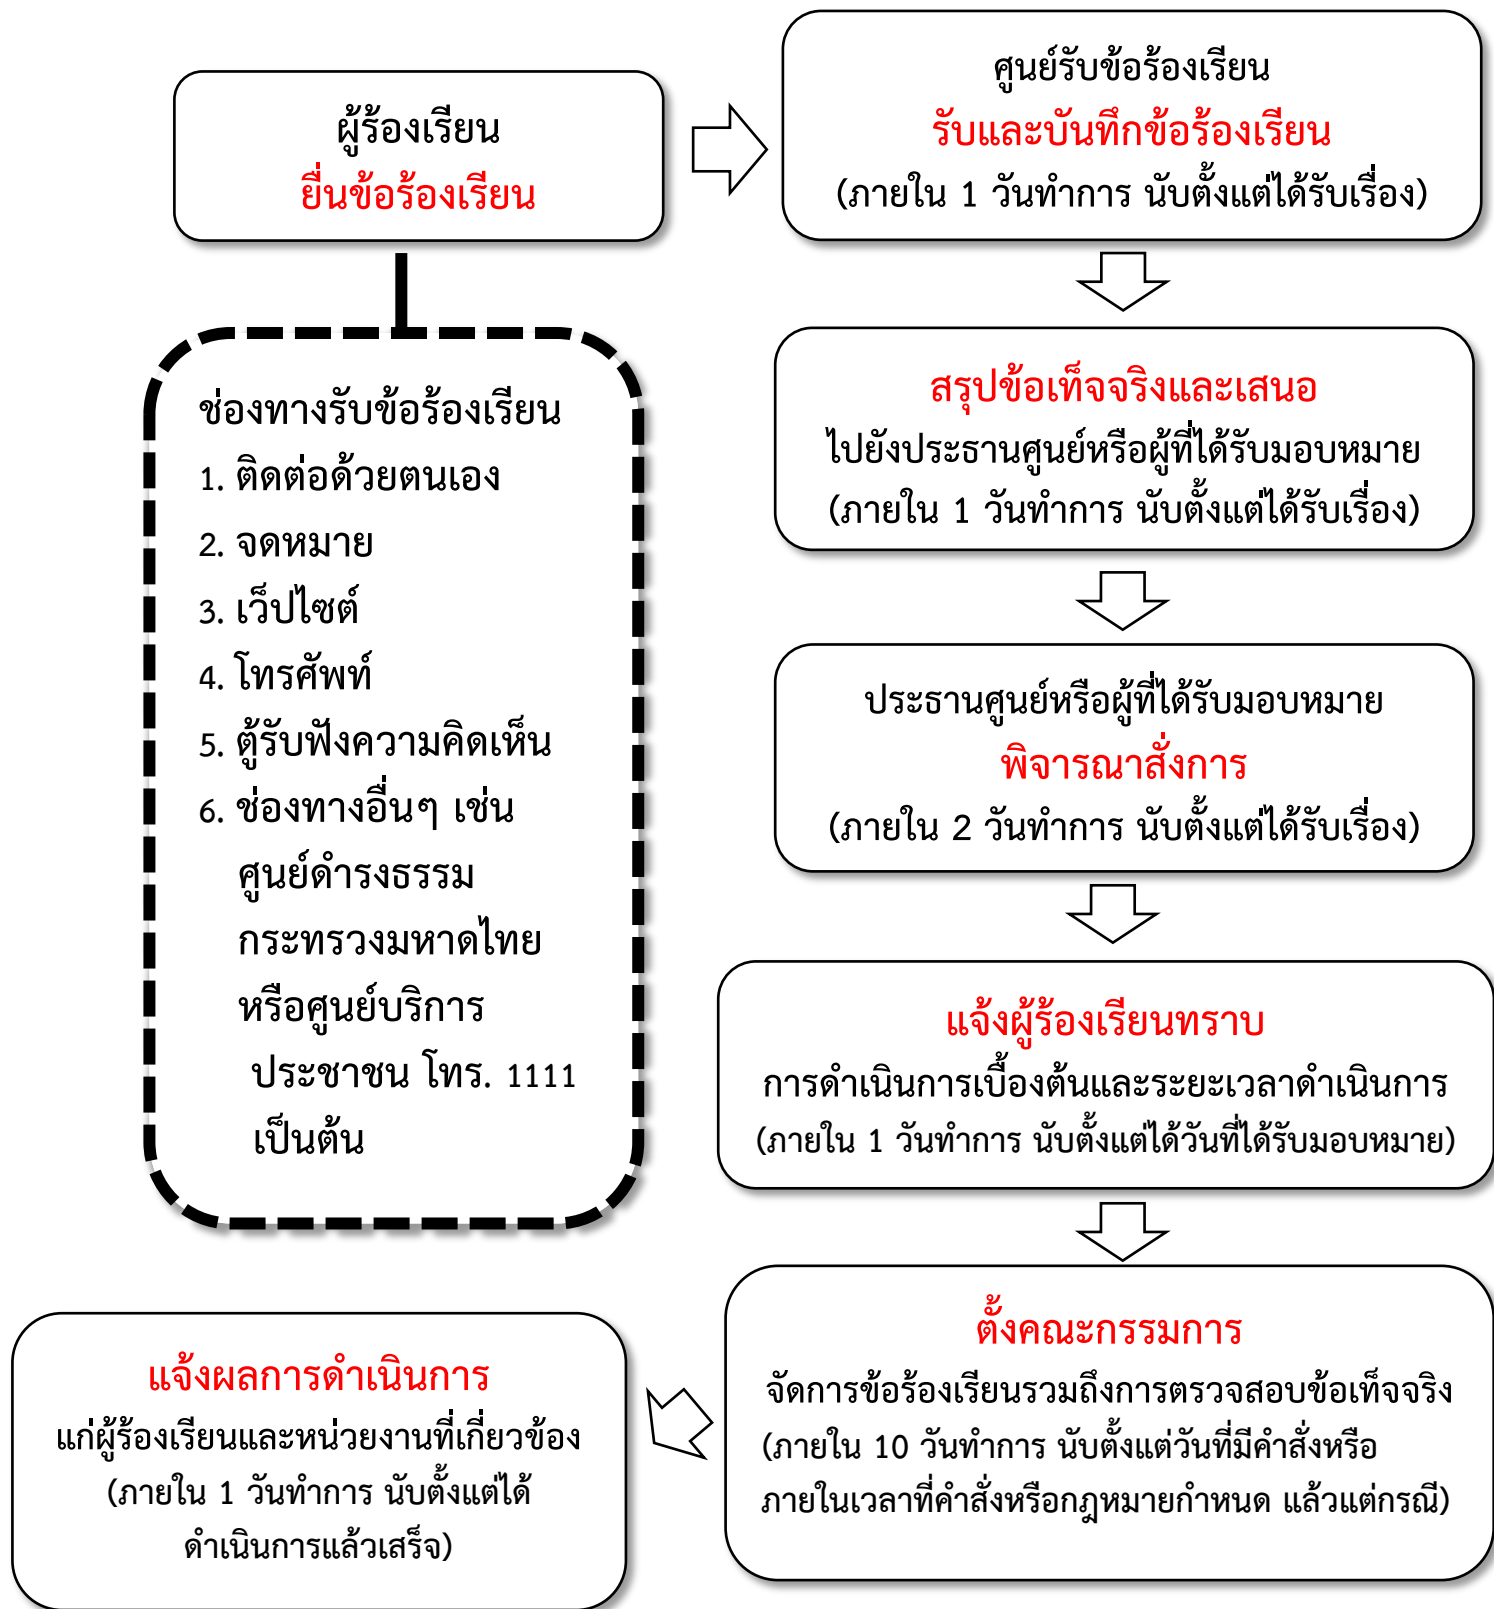 ผู้ร้องเรียน
ยื่นข้อร้องเรียน
ศูนย์รับข้อร้องเรียน
รับและบันทึกข้อร้องเรียน
(ภายใน 1 วันทำการ นับตั้งแต่ได้รับเรื่อง)
ช่องทางรับข้อร้องเรียน
1. ติดต่อด้วยตนเอง
2. จดหมาย
3. เว็ปไซต์
4. โทรศัพท์
5. ตู้รับฟังความคิดเห็น
6. ช่องทางอื่นๆ เช่น
ศูนย์ดำรงธรรม
กระทรวงมหาดไทย
หรือศูนย์บริการ
ประชาชน โทร. 1111
เป็นต้น
สรุปข้อเท็จจริงและเสนอ
ไปยังประธานศูนย์หรือผู้ที่ได้รับมอบหมาย
(ภายใน 1 วันทำการ นับตั้งแต่ได้รับเรื่อง)
ประธานศูนย์หรือผู้ที่ได้รับมอบหมาย
พิจารณาสั่งการ
(ภายใน 2 วันทำการ นับตั้งแต่ได้รับเรื่อง)
แจ้งผู้ร้องเรียนทราบ
การดำเนินการเบื้องต้นและระยะเวลาดำเนินการ
(ภายใน 1 วันทำการ นับตั้งแต่ได้วันที่ได้รับมอบหมาย)
ตั้งคณะกรรมการ
จัดการข้อร้องเรียนรวมถึงการตรวจสอบข้อเท็จจริง
(ภายใน 10 วันทำการ นับตั้งแต่วันที่มีคำสั่งหรือ
ภายในเวลาที่คำสั่งหรือกฎหมายกำหนด แล้วแต่กรณี)
แจ้งผลการดำเนินการ
แก่ผู้ร้องเรียนและหน่วยงานที่เกี่ยวข้อง
(ภายใน 1 วันทำการ นับตั้งแต่ได้
ดำเนินการแล้วเสร็จ)